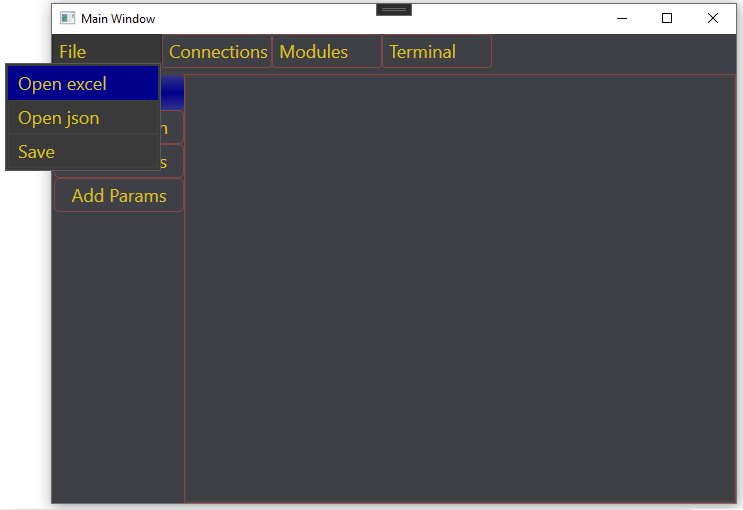 Main Window
File
Connections
Modules
Terminal
Open excel
Open json
Save
Add Params